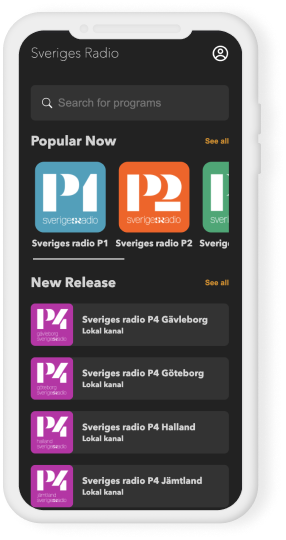 Sveriges Radio
Search for programs
Popular Now See all
P1 P2
sverigesradio sverigesradio sveri
Sveriges radio P1 Sveriges radio P2 Sverig
New Release See all
P4
gävleborg
sverigesradio
Sveriges radio P4 Gävleborg
Lokal kanal
P4
göteborg
sverigesradio
Sveriges radio P4 Göteborg
Lokal kanal
P4
halland
sverigesradio
Sveriges radio P4 Halland
Lokal kanal
P4
jämtland
sverigesradio
Sveriges radio P4 Jämtland
Lokal kanal